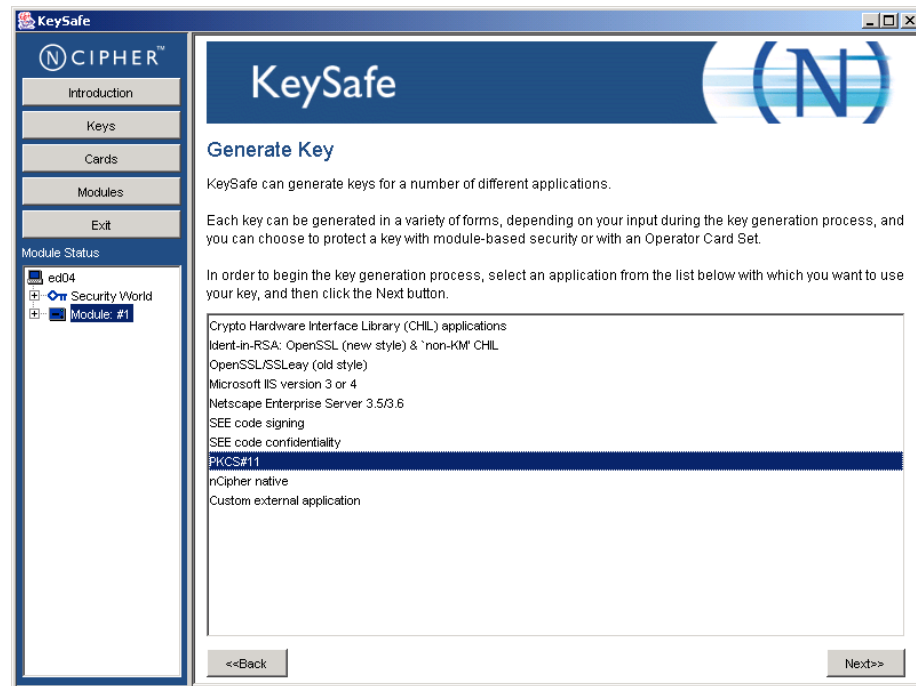 KeySafe
NCIPHER™
Introduction
Keys
Cards
Modules
Exit
Module Status
ed04
Security World
Module: #1
KeySafe
(N)
Generate Key
KeySafe can generate keys for a number of different applications.
Each key can be generated in a variety of forms, depending on your input during the key generation process, and
you can choose to protect a key with module-based security or with an Operator Card Set.
In order to begin the key generation process, select an application from the list below with which you want to use
your key, and then click the Next button.
Crypto Hardware Interface Library (CHIL) applications
Ident-in-RSA: OpenSSL (new style) & `non-KM' CHIL
OpenSSL/SSLeay (old style)
Microsoft IIS version 3 or 4
Netscape Enterprise Server 3.5/3.6
SEE code signing
SEE code confidentiality
PKCS#11
nCipher native
Custom external application
<<Back
Next>>